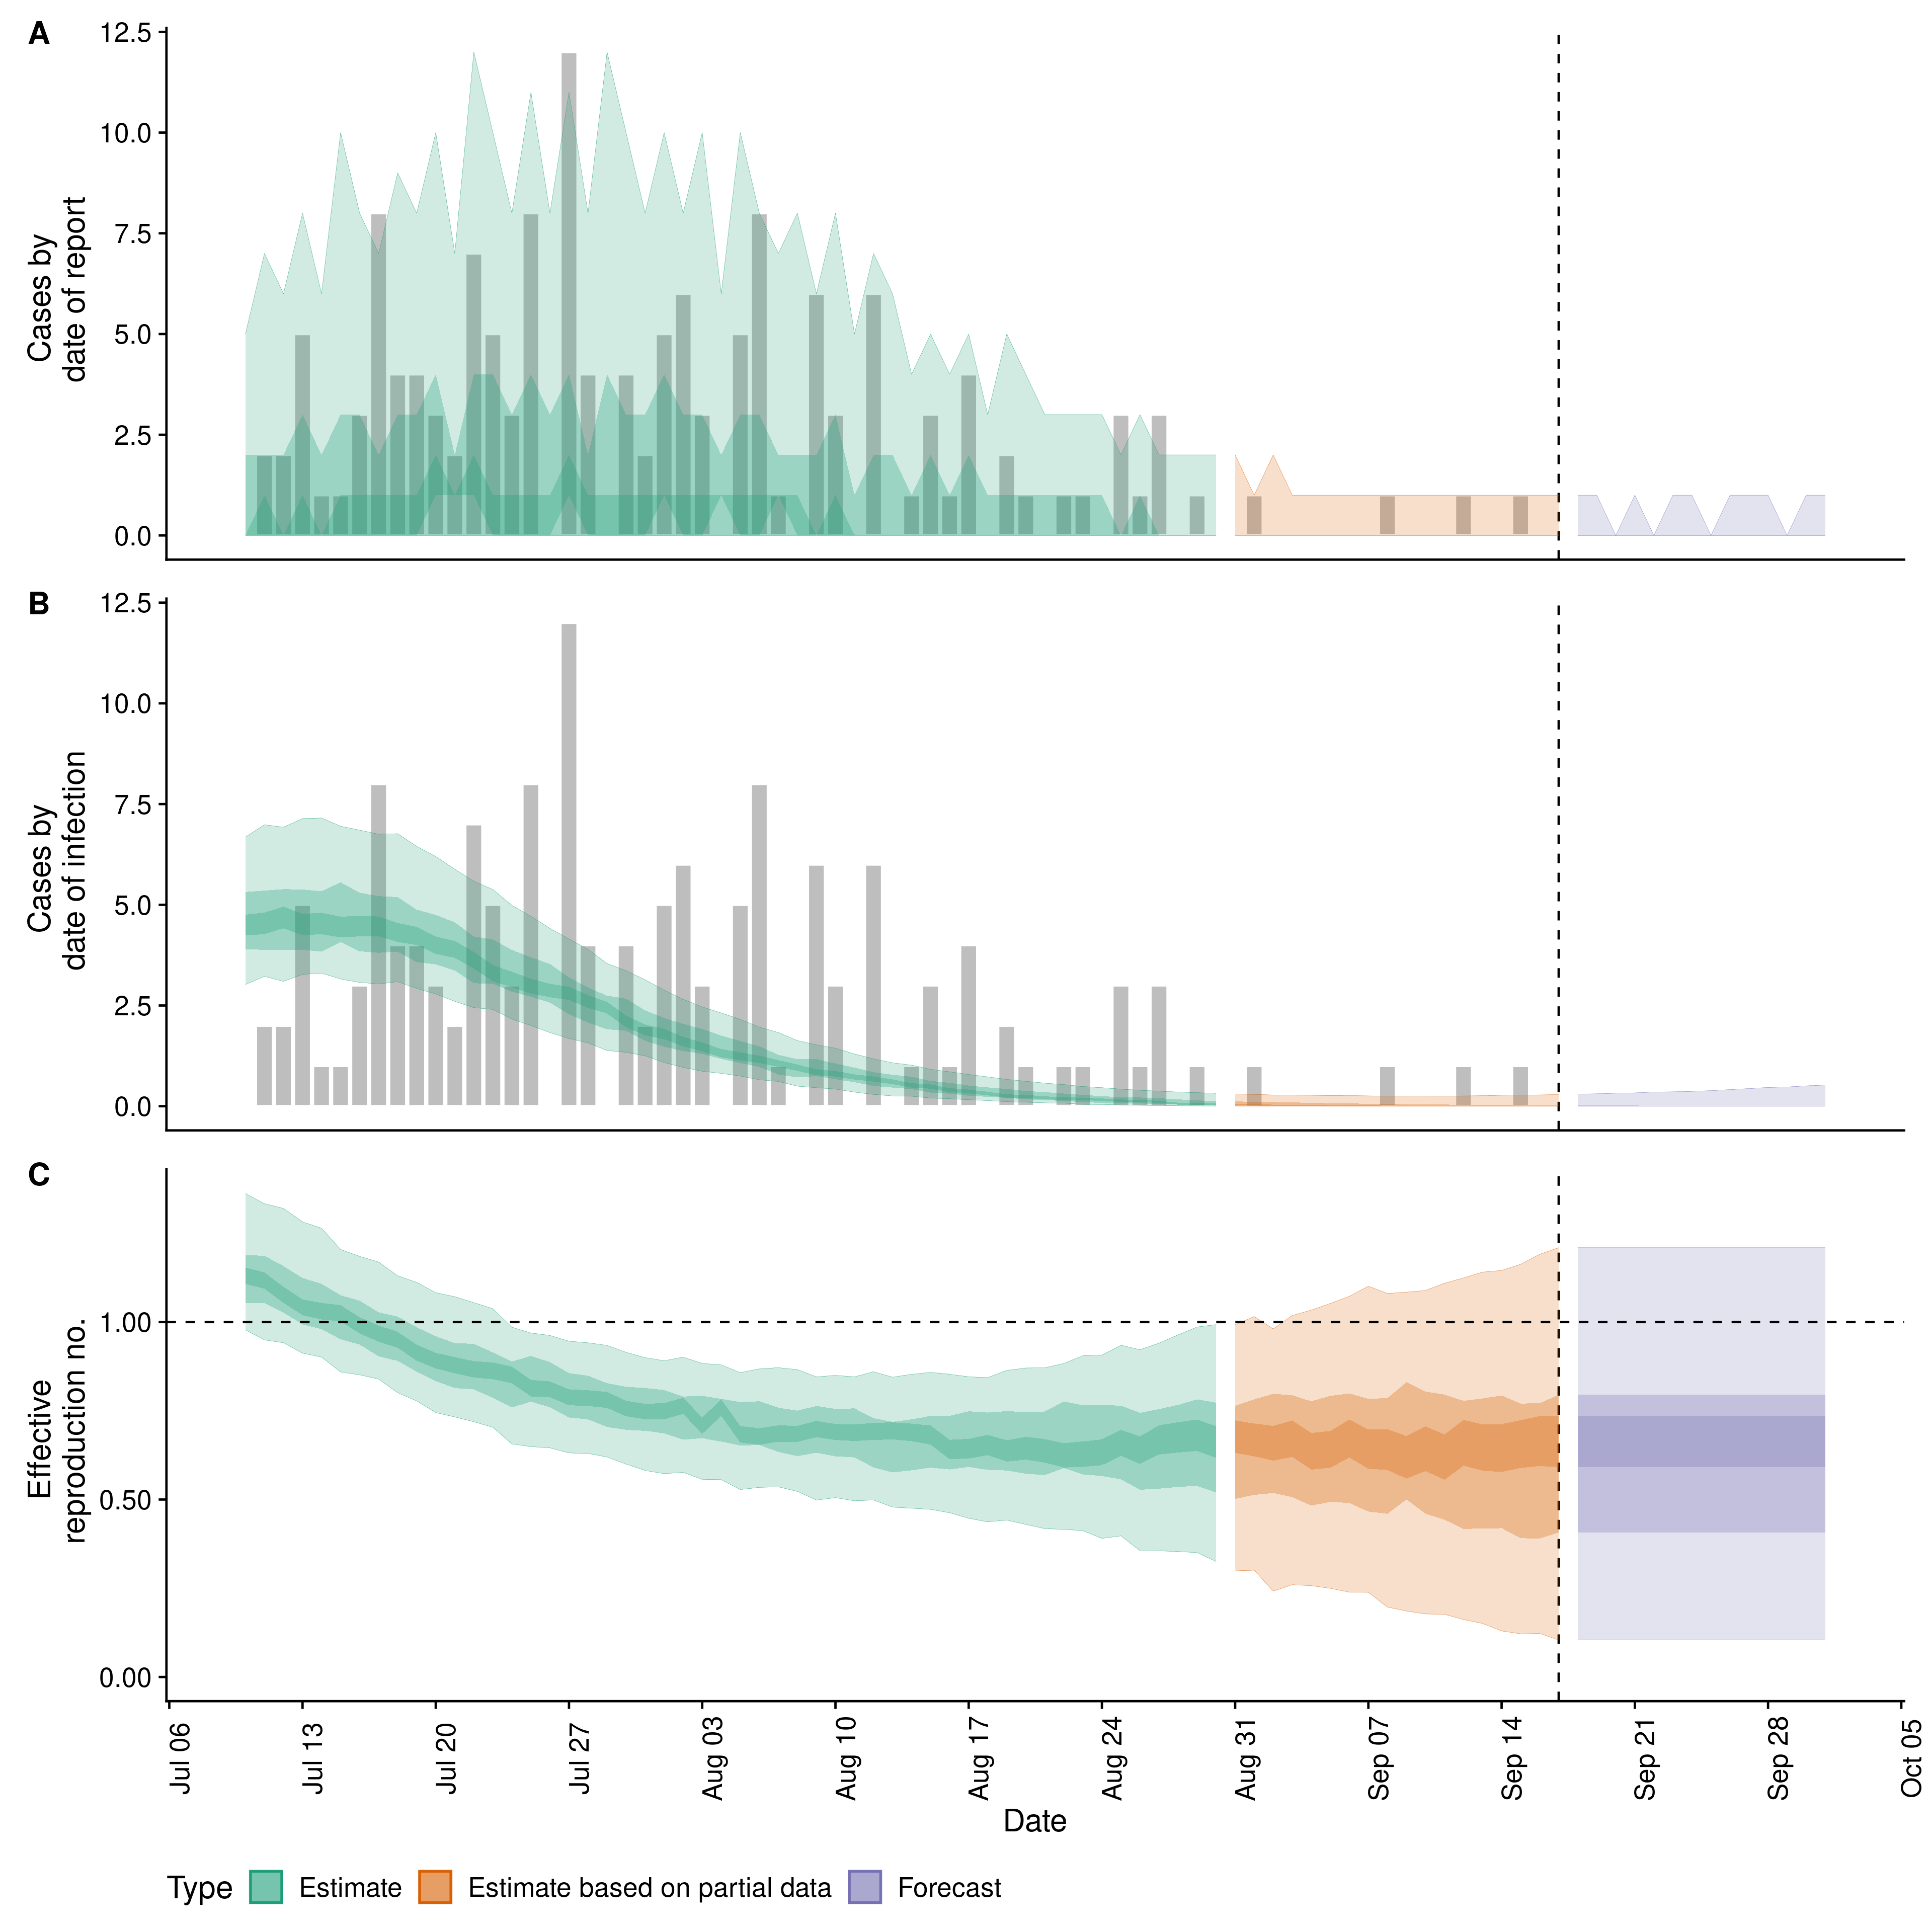 A
12.5
10.0
7.5
5.0
2.5
0.0
Cases by
date of report
B
12.5
10.0
7.5
5.0
2.5
0.0
Cases by
date of infection
C
1.00
0.50
0.00
Effective
reproduction no.
Jul 06
Jul 13
Jul 20
Jul 27
Aug 03
Aug 10
Aug 17
Aug 24
Aug 31
Sep 07
Sep 14
Sep 21
Sep 28
Oct 05
Date
Type Estimate Estimate based on partial data Forecast